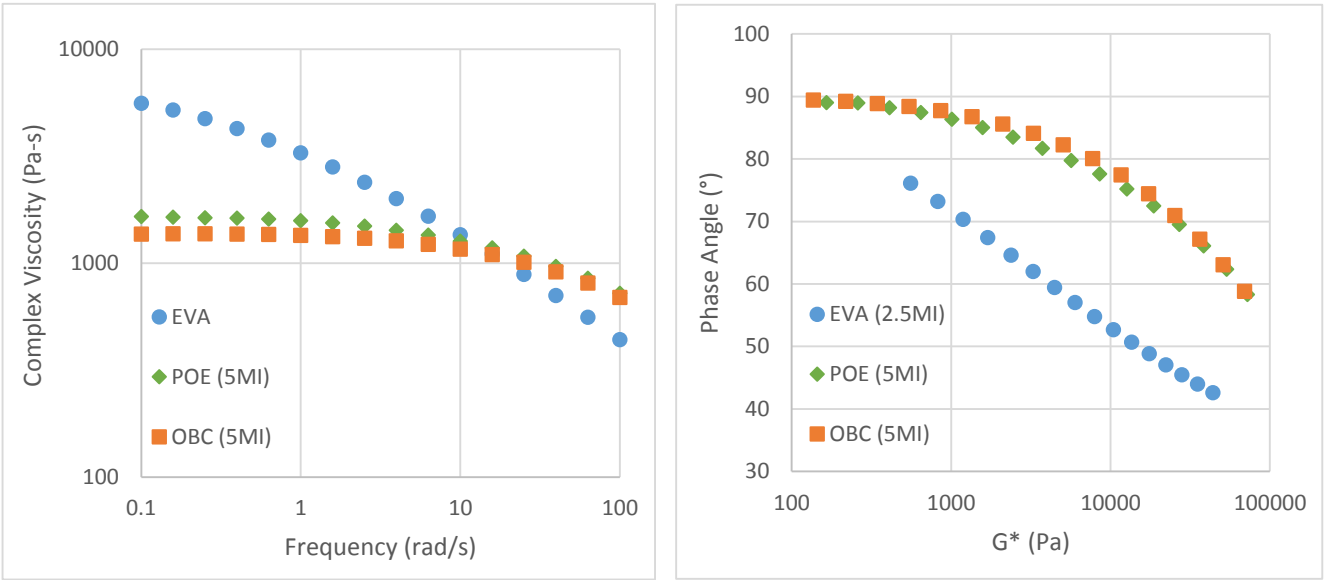 10000
1000
100
Complex Viscosity (Pa-s)
EVA
POE (5MI)
OBC (5MI)
0.1
1
10
100
Frequency (rad/s)
100
90
80
70
60
50
40
30
Phase Angle (°)
EVA (2.5MI)
POE (5MI)
OBC (5MI)
100
1000
10000
100000
G* (Pa)